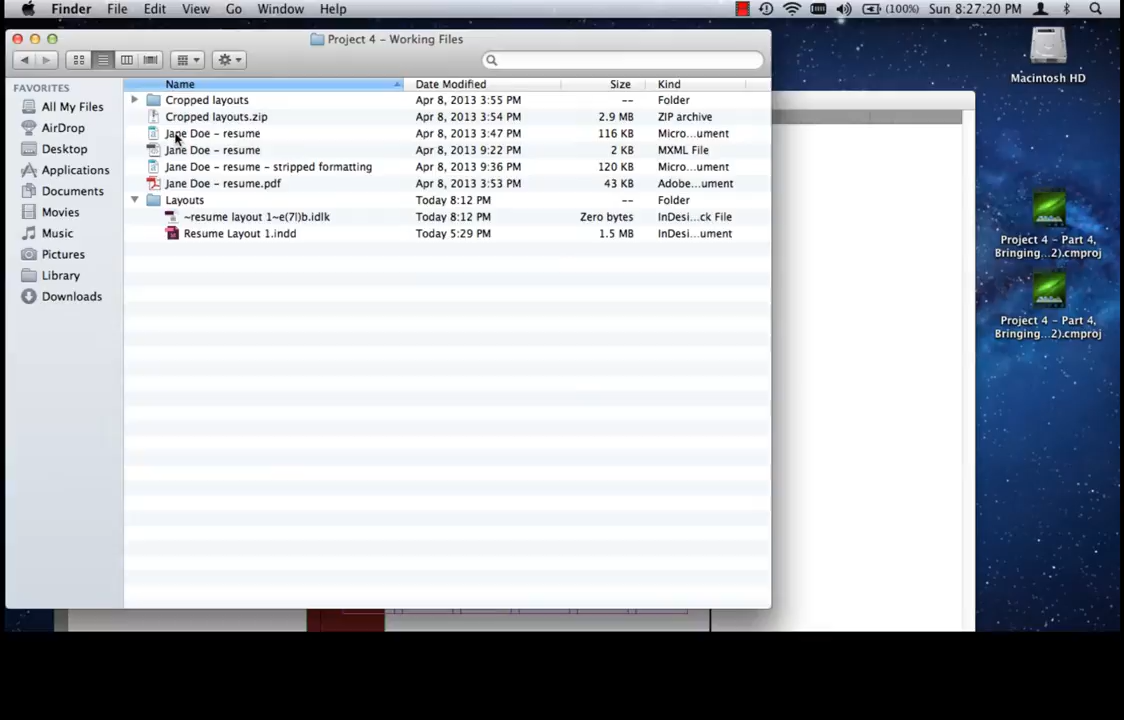 Finder File Edit View Go Window Help (100%) Sun 8:27:20 PM
Project 4 - Working Files
Macintosh HD
FAVORITES
All My Files
AirDrop
Desktop
Applications
Documents
Movies
Music
Pictures
Library
Downloads
Name Date Modified Size Kind
Cropped layouts Apr 8, 2013 3:55 PM -- Folder
Cropped layouts.zip Apr 8, 2013 3:54 PM 2.9 MB ZIP archive
Jane Doe - resume Apr 8, 2013 3:47 PM 116 KB Micro...ument
Jane Doe - resume Apr 8, 2013 9:22 PM 2 KB MXML File
Jane Doe - resume - stripped formatting Apr 8, 2013 9:36 PM 120 KB Micro...ument
Jane Doe - resume.pdf Apr 8, 2013 3:53 PM 43 KB Adobe...ument
Layouts Today 8:12 PM -- Folder
~resume layout 1~e(7l)b.idlk Today 8:12 PM Zero bytes InDesi...ck File
Resume Layout 1.indd Today 5:29 PM 1.5 MB InDesi...ument
Project 4 - Part 4,
Bringing...2).cmproj
Project 4 - Part 4,
Bringing...2).cmproj